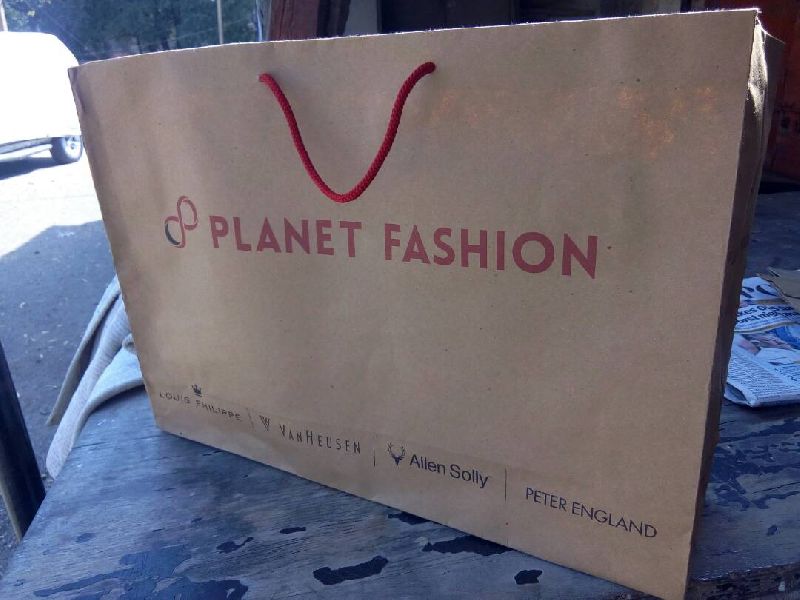 PLANET FASHION
LOUIS PHILIPPE | VAN HEUSEN | Allen Solly | PETER ENGLAND